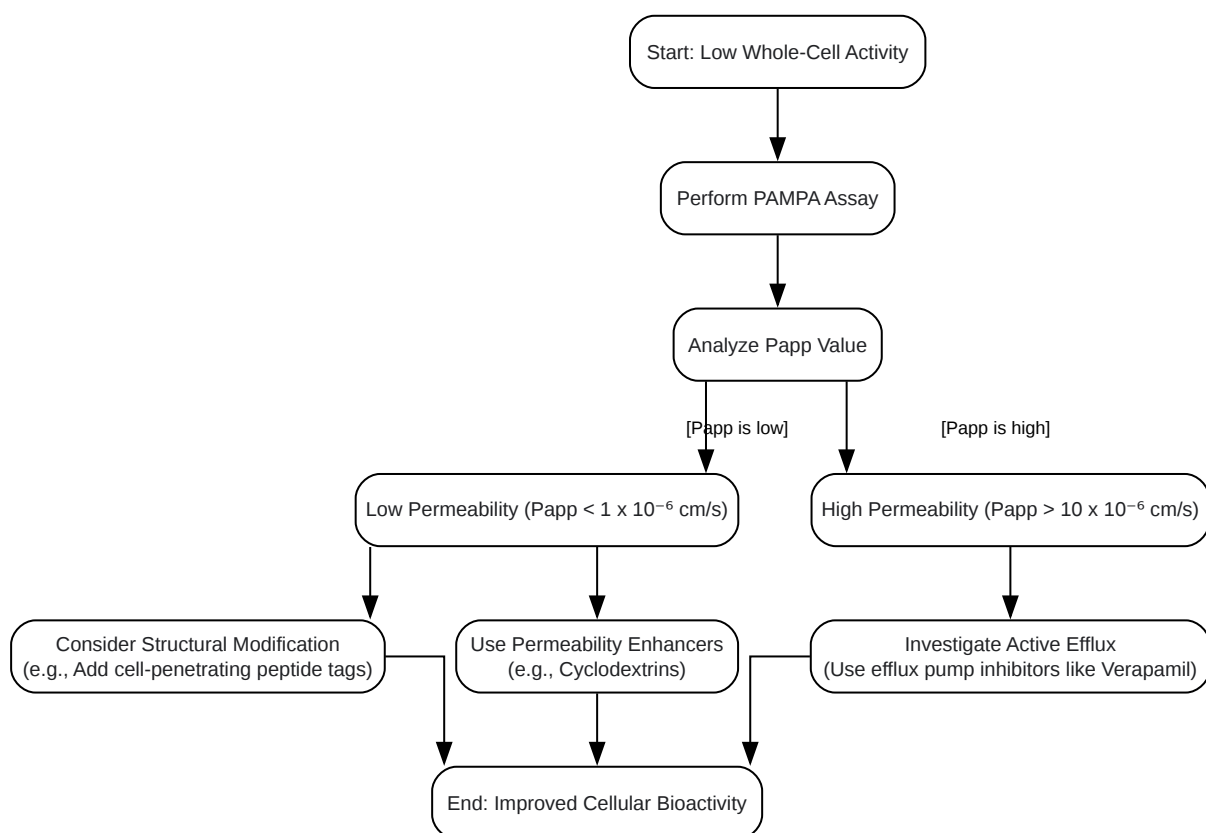 Start: Low Whole-Cell Activity
Perform PAMPA Assay
Analyze Papp Value
[Papp is low]
[Papp is high]
Low Permeability (Papp < 1 x 10⁻⁶ cm/s)
High Permeability (Papp > 10 x 10⁻⁶ cm/s)
Consider Structural Modification
(e.g., Add cell-penetrating peptide tags)
Use Permeability Enhancers
(e.g., Cyclodextrins)
Investigate Active Efflux
(Use efflux pump inhibitors like Verapamil)
End: Improved Cellular Bioactivity